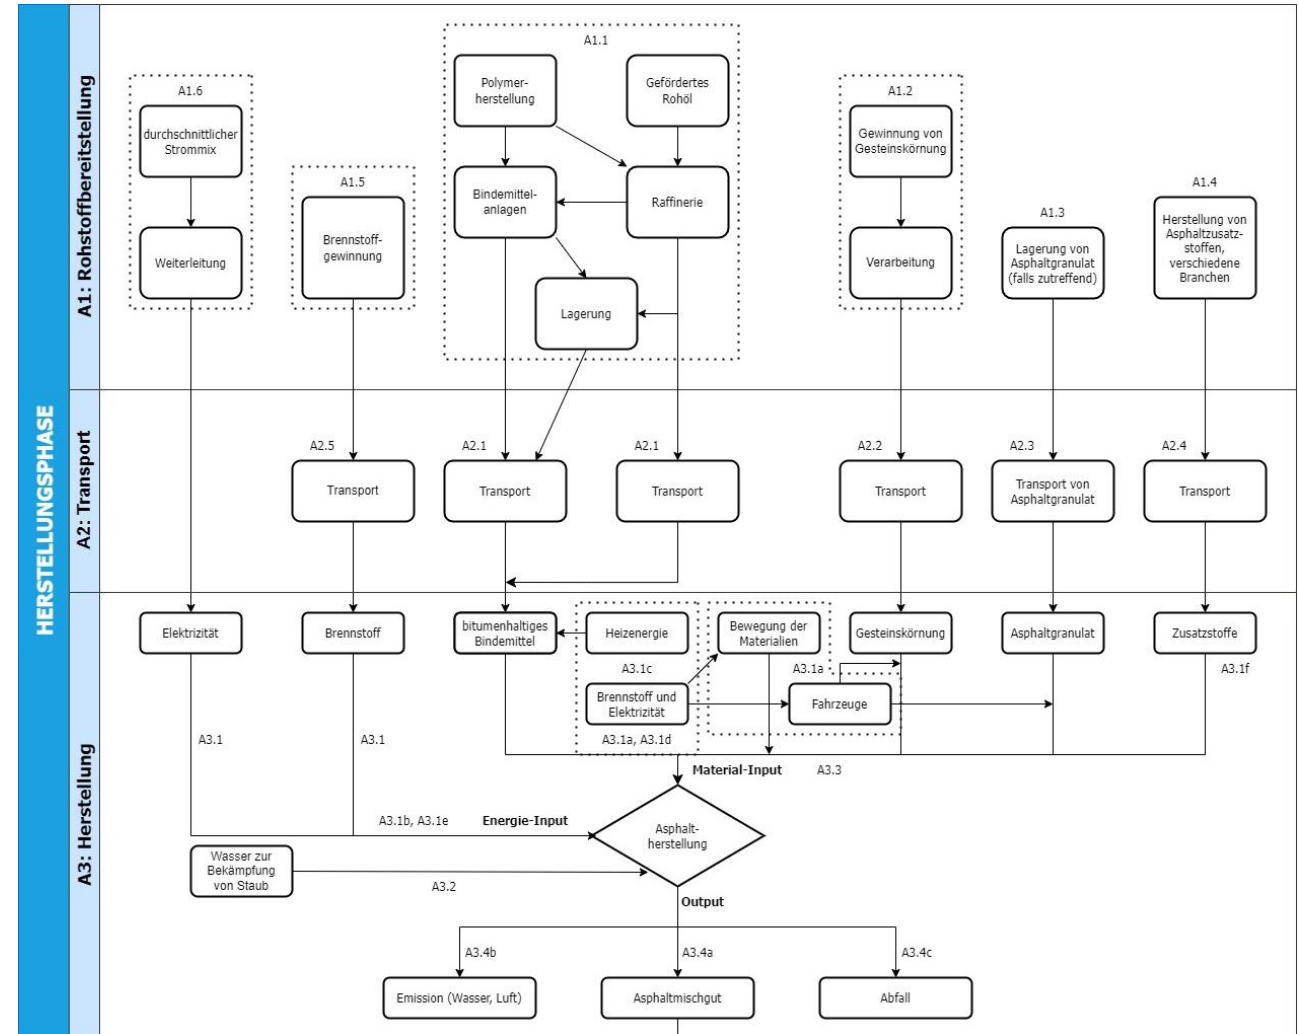 HERSTELLUNGSPHASE
A1: Rohstoffbereitstellung
A1.6
durchschnittlicher
Strommix
Weiterleitung
A1.5
Brennstoff-
gewinnung
A1.1
Polymer-
herstellung
Gefördertes
Rohöl
Bindemittel-
anlagen
Raffinerie
Lagerung
A1.2
Gewinnung von
Gesteinskörnung
Verarbeitung
A1.3
Lagerung von
Asphaltgranulat
(falls zutreffend)
A1.4
Herstellung von
Asphaltzusatz-
stoffen,
verschiedene
Branchen
A2: Transport
A2.5
Transport
A2.1
Transport
A2.1
Transport
A2.2
Transport
A2.3
Transport von
Asphaltgranulat
A2.4
Transport
A3: Herstellung
Elektrizität
Brennstoff
bitumenhaltiges
Bindemittel
Heizenergie
A3.1c
Brennstoff und
Elektrizität
A3.1a, A3.1d
Bewegung der
Materialien
A3.1a
Fahrzeuge
Gesteinskörnung
Asphaltgranulat
Zusatzstoffe
A3.1f
A3.1
A3.1
Material-Input
A3.3
A3.1b, A3.1e
Energie-Input
Asphalt-
herstellung
Wasser zur
Bekämpfung
von Staub
A3.2
Output
A3.4b
A3.4a
A3.4c
Emission (Wasser, Luft)
Asphaltmischgut
Abfall